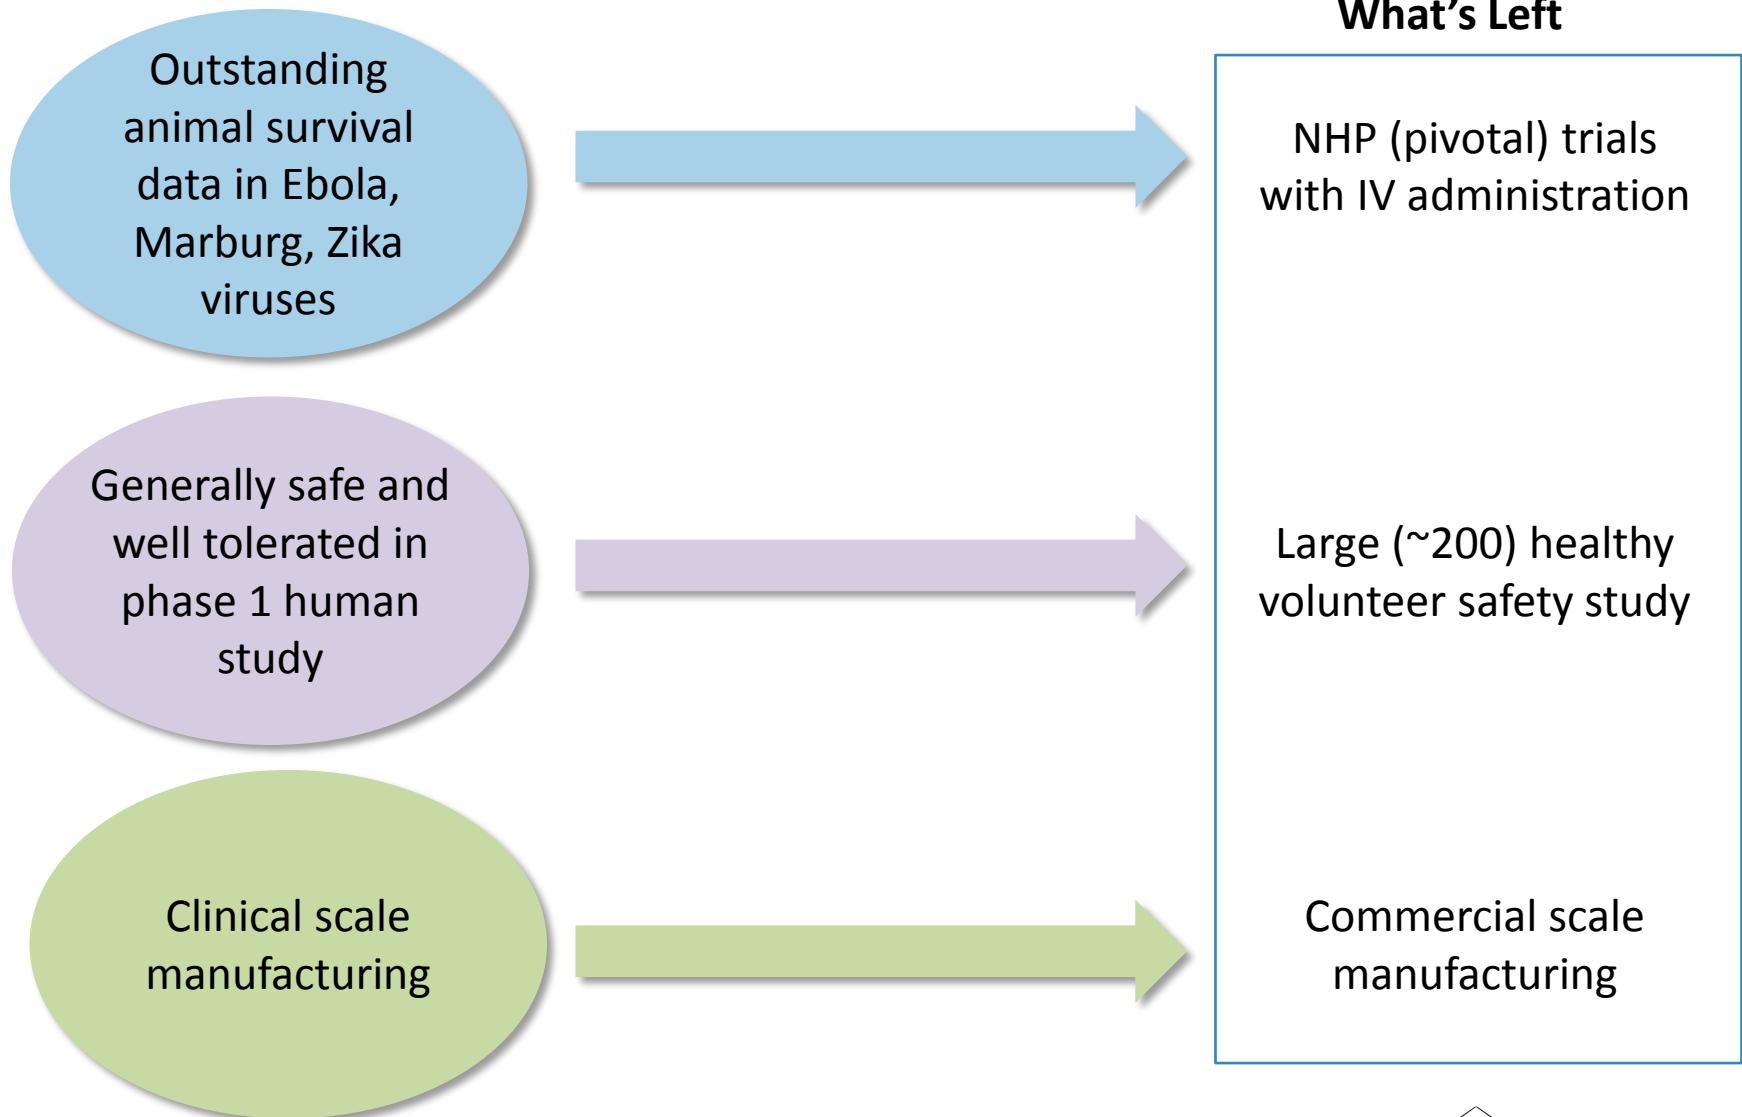 What's Left
Outstanding
animal survival
data in Ebola,
Marburg, Zika
viruses
NHP (pivotal) trials
with IV administration
Generally safe and
well tolerated in
phase 1 human
study
Large (~200) healthy
volunteer safety study
Clinical scale
manufacturing
Commercial scale
manufacturing